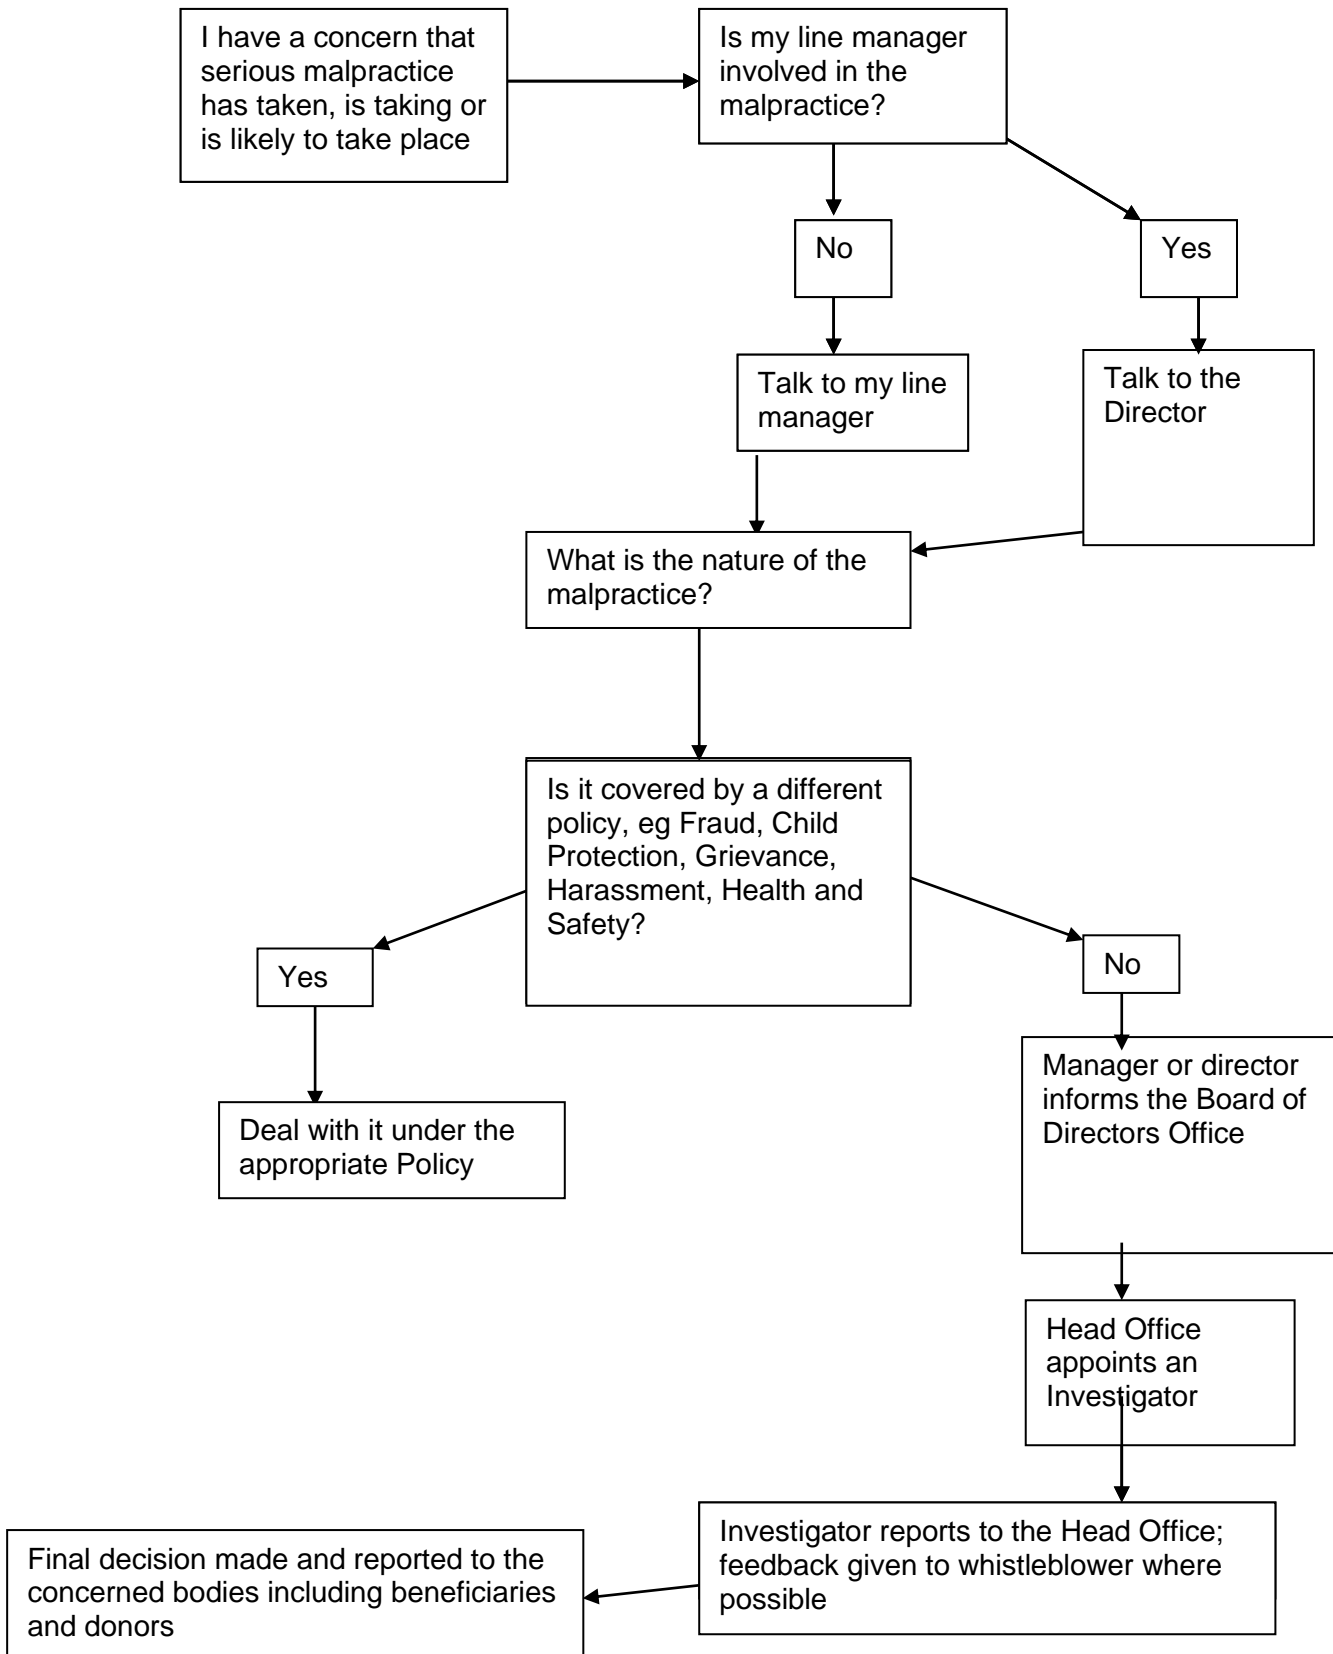 I have a concern that
serious malpractice
has taken, is taking or
is likely to take place
Is my line manager
involved in the
malpractice?
No
Yes
Talk to my line
manager
Talk to the
Director
What is the nature of the
malpractice?
Is it covered by a different
policy, eg Fraud, Child
Protection, Grievance,
Harassment, Health and
Safety?
Yes
No
Deal with it under the
appropriate Policy
Manager or director
informs the Board of
Directors Office
Head Office
appoints an
Investigator
Investigator reports to the Head Office;
feedback given to whistleblower where
possible
Final decision made and reported to the
concerned bodies including beneficiaries
and donors